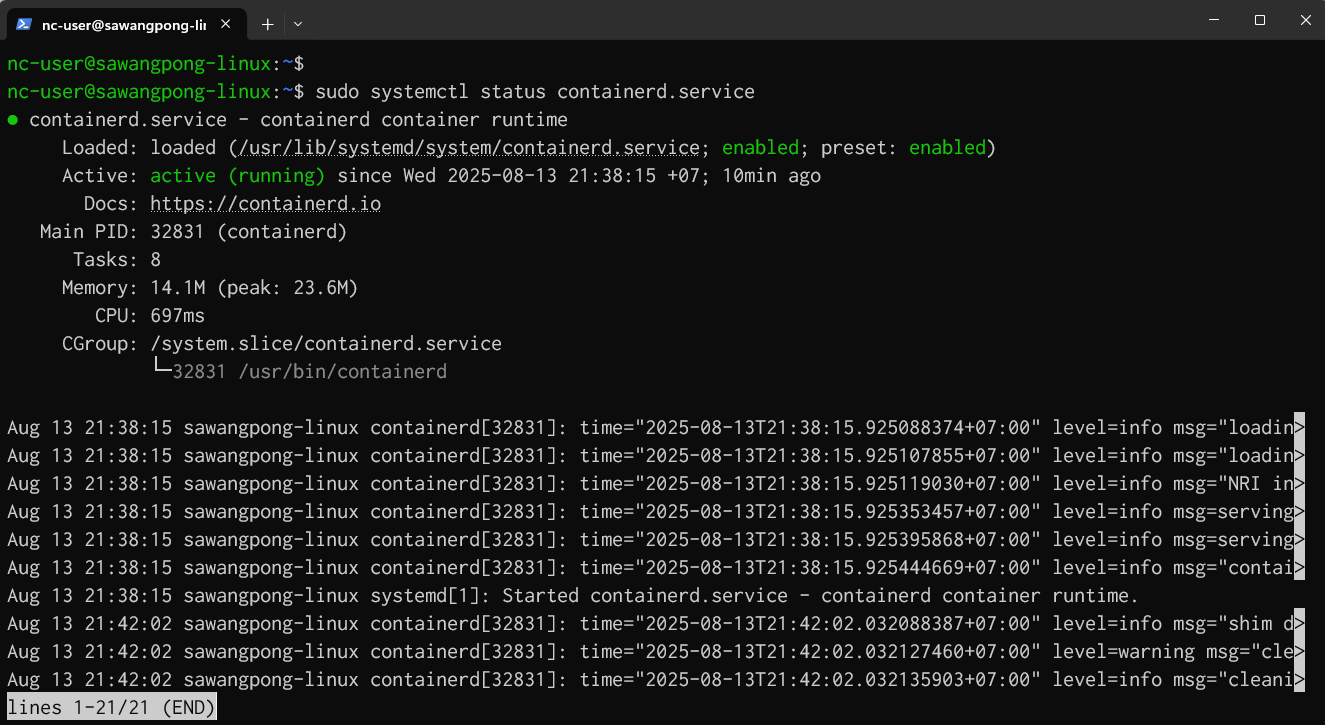 nc-user@sawangpong-li
nc-user@sawangpong-linux:~$
nc-user@sawangpong-linux:~$ sudo systemctl status containerd.service
● containerd.service - containerd container runtime
Loaded: loaded (/usr/lib/systemd/system/containerd.service; enabled; preset: enabled)
Active: active (running) since Wed 2025-08-13 21:38:15 +07; 10min ago
Docs: https://containerd.io
Main PID: 32831 (containerd)
Tasks: 8
Memory: 14.1M (peak: 23.6M)
CPU: 697ms
CGroup: /system.slice/containerd.service
└─32831 /usr/bin/containerd
Aug 13 21:38:15 sawangpong-linux containerd[32831]: time="2025-08-13T21:38:15.925088374+07:00" level=info msg="loadin>
Aug 13 21:38:15 sawangpong-linux containerd[32831]: time="2025-08-13T21:38:15.925107855+07:00" level=info msg="loadin>
Aug 13 21:38:15 sawangpong-linux containerd[32831]: time="2025-08-13T21:38:15.925119030+07:00" level=info msg="NRI in>
Aug 13 21:38:15 sawangpong-linux containerd[32831]: time="2025-08-13T21:38:15.925353457+07:00" level=info msg=serving>
Aug 13 21:38:15 sawangpong-linux containerd[32831]: time="2025-08-13T21:38:15.925395868+07:00" level=info msg=serving>
Aug 13 21:38:15 sawangpong-linux containerd[32831]: time="2025-08-13T21:38:15.925444669+07:00" level=info msg="contai>
Aug 13 21:38:15 sawangpong-linux systemd[1]: Started containerd.service - containerd container runtime.
Aug 13 21:42:02 sawangpong-linux containerd[32831]: time="2025-08-13T21:42:02.032088387+07:00" level=info msg="shim d>
Aug 13 21:42:02 sawangpong-linux containerd[32831]: time="2025-08-13T21:42:02.032127460+07:00" level=warning msg="cle>
Aug 13 21:42:02 sawangpong-linux containerd[32831]: time="2025-08-13T21:42:02.032135903+07:00" level=info msg="cleani>
lines 1-21/21 (END)